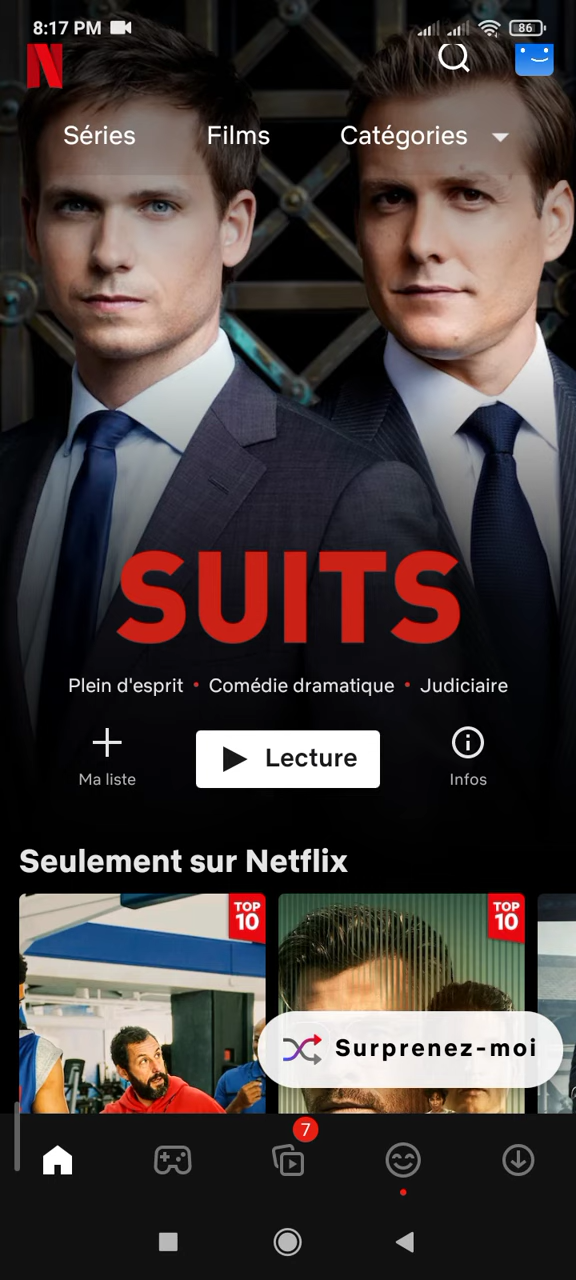 8:17 PM
86
N
Séries Films Catégories
SUITS
Plein d'esprit • Comédie dramatique • Judiciaire
Ma liste
Lecture
Infos
Seulement sur Netflix
TOP
10
TOP
10
Surprenez-moi
7